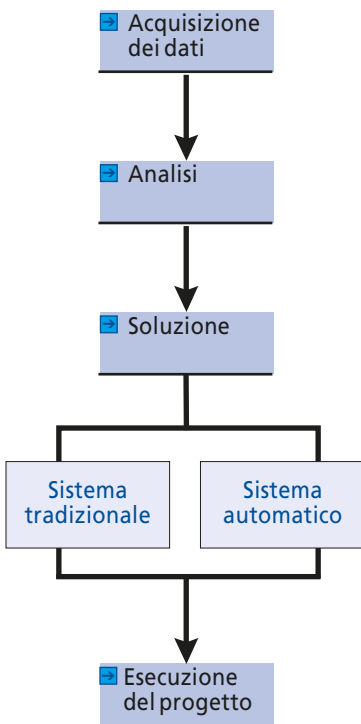 Acquisizione
dei dati
Analisi
Soluzione
Sistema
tradizionale
Sistema
automatico
Esecuzione
del progetto